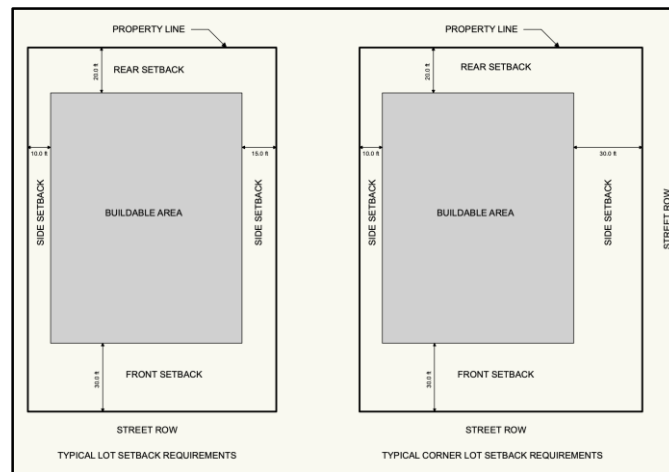 PROPERTY LINE
REAR SETBACK
20.0 ft
10.0 ft
15.0 ft
SIDE SETBACK
BUILDABLE AREA
SIDE SETBACK
FRONT SETBACK
30.0 ft
STREET ROW
TYPICAL LOT SETBACK REQUIREMENTS
PROPERTY LINE
REAR SETBACK
20.0 ft
10.0 ft
30.0 ft
SIDE SETBACK
BUILDABLE AREA
SIDE SETBACK
STREET ROW
FRONT SETBACK
30.0 ft
STREET ROW
TYPICAL CORNER LOT SETBACK REQUIREMENTS